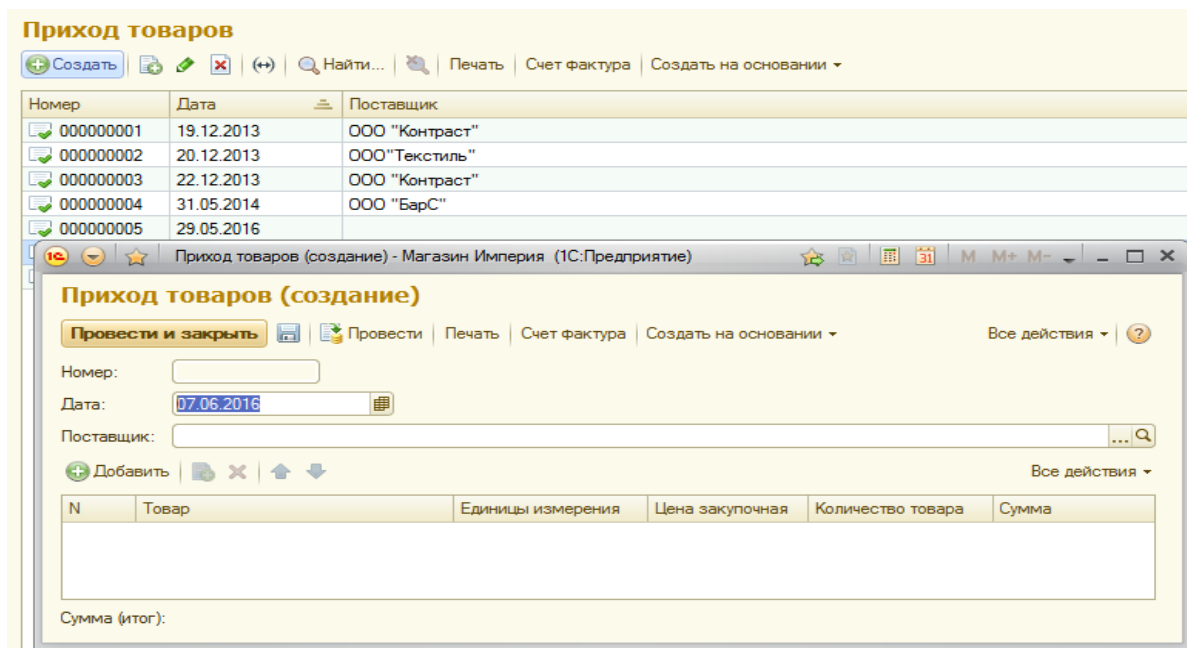 Приход товаров
Создать (↔) Найти... Печать Счет фактура Создать на основании
Номер Дата Поставщик
000000001 19.12.2013 ООО "Контраст"
000000002 20.12.2013 ООО"Текстиль"
000000003 22.12.2013 ООО "Контраст"
000000004 31.05.2014 ООО "БарС"
000000005 29.05.2016
1С Приход товаров (создание) - Магазин Империя (1С:Предприятие) 31 M M+ M-
Приход товаров (создание)
Провести и закрыть Провести Печать Счет фактура Создать на основании Все действия ?
Номер:
Дата: 07.06.2016
Поставщик: ...
Добавить Все действия
N Товар Единицы измерения Цена закупочная Количество товара Сумма
Сумма (итог):